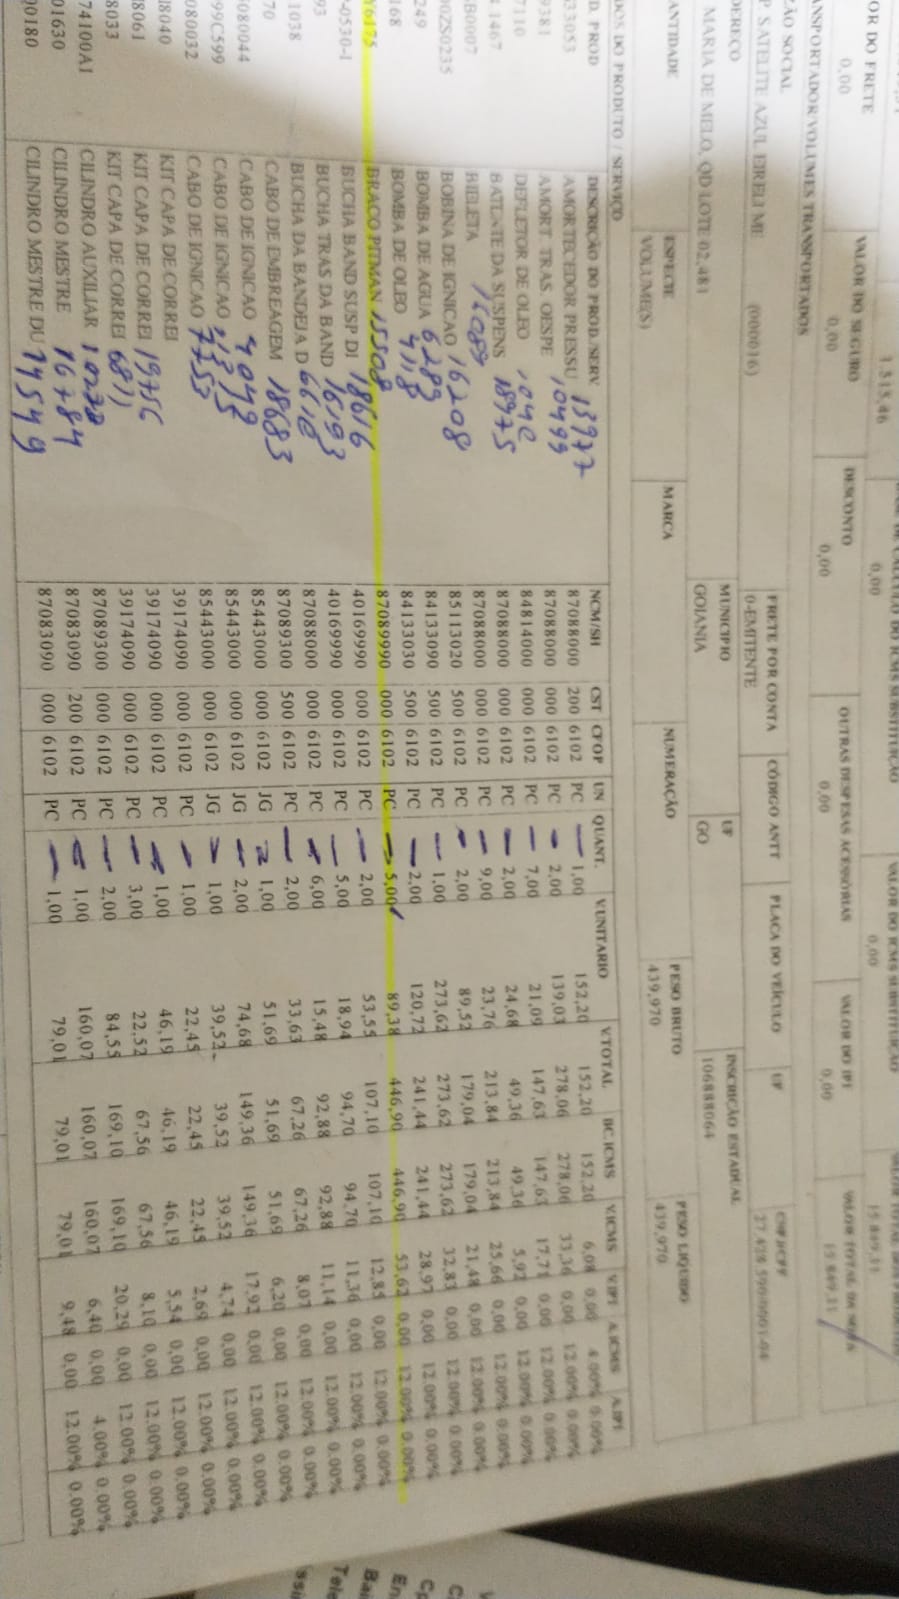 1.515,46 BASE DE CALCULO DO ICMS SUBSTITUIÇÃO VALOR DO ICMS SUBSTITUIÇÃO VALOR TOTAL DOS PRODUTOS
0,00 0,00 15.849,11
OR DO FRETE VALOR DO SEGURO DESCONTO OUTRAS DESPESAS ACESSÓRIAS VALOR DO IPI VALOR TOTAL DA NOTA
0,00 0,00 0,00 0,00 0,00 15.849,11
ANSPORTADOR/VOLUMES TRANSPORTADOS
ZÃO SOCIAL FRETE POR CONTA CÓDIGO ANTT PLACA DO VEÍCULO UF CNPJ/CPF
P. SATELITE AZUL EIRELI ME (000016) 0-EMITENTE 27.428.590/0001-04
DEREÇO MUNICIPIO UF INSCRIÇÃO ESTADUAL
MARIA DE MELO, QD LOTE 02,481 GOIANIA GO 106888064
ANTIDADE ESPECIE MARCA NUMERAÇÃO PESO BRUTO PESO LIQUIDO
VOLUME(S) 439,970 439,970
DOS DO PRODUTO / SERVIÇO
D. PROD DESCRIÇÃO DO PROD./SERV. NCM/SH CST CFOP UN QUANT. V.UNITARIO V.TOTAL BC.ICMS V.ICMS V.IPI A.ICMS A.IPI
33053 AMORTECEDOR PRESSU 13977 87088000 200 6102 PC 1,00 152,20 152,20 152,20 6,08 0,00 4.00% 0.00%
9381 AMORT. TRAS. OESPE 10499 87088000 000 6102 PC 2,00 139,03 278,06 278,06 33,36 0,00 12.00% 0.00%
7110 DEFLETOR DE OLEO 84814000 000 6102 PC 7,00 21,09 147,63 147,63 17,71 0,00 12.00% 0.00%
1467 BATENTE DA SUSPENS 18975 87088000 000 6102 PC 2,00 24,68 49,36 49,36 5,92 0,00 12.00% 0.00%
B0007 BIELETA 16089 87088000 000 6102 PC 9,00 23,76 213,84 213,84 25,66 0,00 12.00% 0.00%
0ZS0235 BOBINA DE IGNICAO 16208 85113020 500 6102 PC 2,00 89,52 179,04 179,04 21,48 0,00 12.00% 0.00%
249 BOMBA DE AGUA 6289 84133090 500 6102 PC 1,00 273,62 273,62 273,62 32,83 0,00 12.00% 0.00%
168 BOMBA DE OLEO 84133030 500 6102 PC 2,00 120,72 241,44 241,44 28,97 0,00 12.00% 0.00%
Y6175 BRACO PITMAN 15508 87089990 000 6102 PC 5,00 89,38 446,90 446,90 53,62 0,00 12.00% 0.00%
-0530-1 BUCHA BAND SUSP DI 18616 40169990 000 6102 PC 2,00 53,55 107,10 107,10 12,85 0,00 12.00% 0.00%
93 BUCHA TRAS DA BAND 16193 40169990 000 6102 PC 5,00 18,94 94,70 94,70 11,36 0,00 12.00% 0.00%
1038 BUCHA DA BANDEJA D 87088000 000 6102 PC 6,00 15,48 92,88 92,88 11,14 0,00 12.00% 0.00%
70 CABO DE EMBREAGEM 18683 87089300 500 6102 PC 2,00 33,63 67,26 67,26 8,07 0,00 12.00% 0.00%
080044 CABO DE IGNICAO 4049 85443000 000 6102 JG 1,00 51,69 51,69 51,69 6,20 0,00 12.00% 0.00%
99C599 CABO DE IGNICAO 85443000 000 6102 JG 2,00 74,68 149,36 149,36 17,92 0,00 12.00% 0.00%
080032 CABO DE IGNICAO 7753 85443000 000 6102 JG 1,00 39,52 39,52 39,52 4,74 0,00 12.00% 0.00%
8040 KIT CAPA DE CORREI 39174090 000 6102 PC 1,00 22,45 22,45 22,45 2,69 0,00 12.00% 0.00%
8061 KIT CAPA DE CORREI 19756 39174090 000 6102 PC 1,00 46,19 46,19 46,19 5,54 0,00 12.00% 0.00%
8033 KIT CAPA DE CORREI 6811 39174090 000 6102 PC 3,00 22,52 67,56 67,56 8,10 0,00 12.00% 0.00%
74100A1 CILINDRO AUXILIAR 87089300 000 6102 PC 2,00 84,55 169,10 169,10 20,29 0,00 12.00% 0.00%
01630 CILINDRO MESTRE 16784 87083090 200 6102 PC 1,00 160,07 160,07 160,07 6,40 0,00 4.00% 0.00%
00180 CILINDRO MESTRE DU 14549 87083090 000 6102 PC 1,00 79,01 79,01 79,01 9,48 0,00 12.00% 0.00%